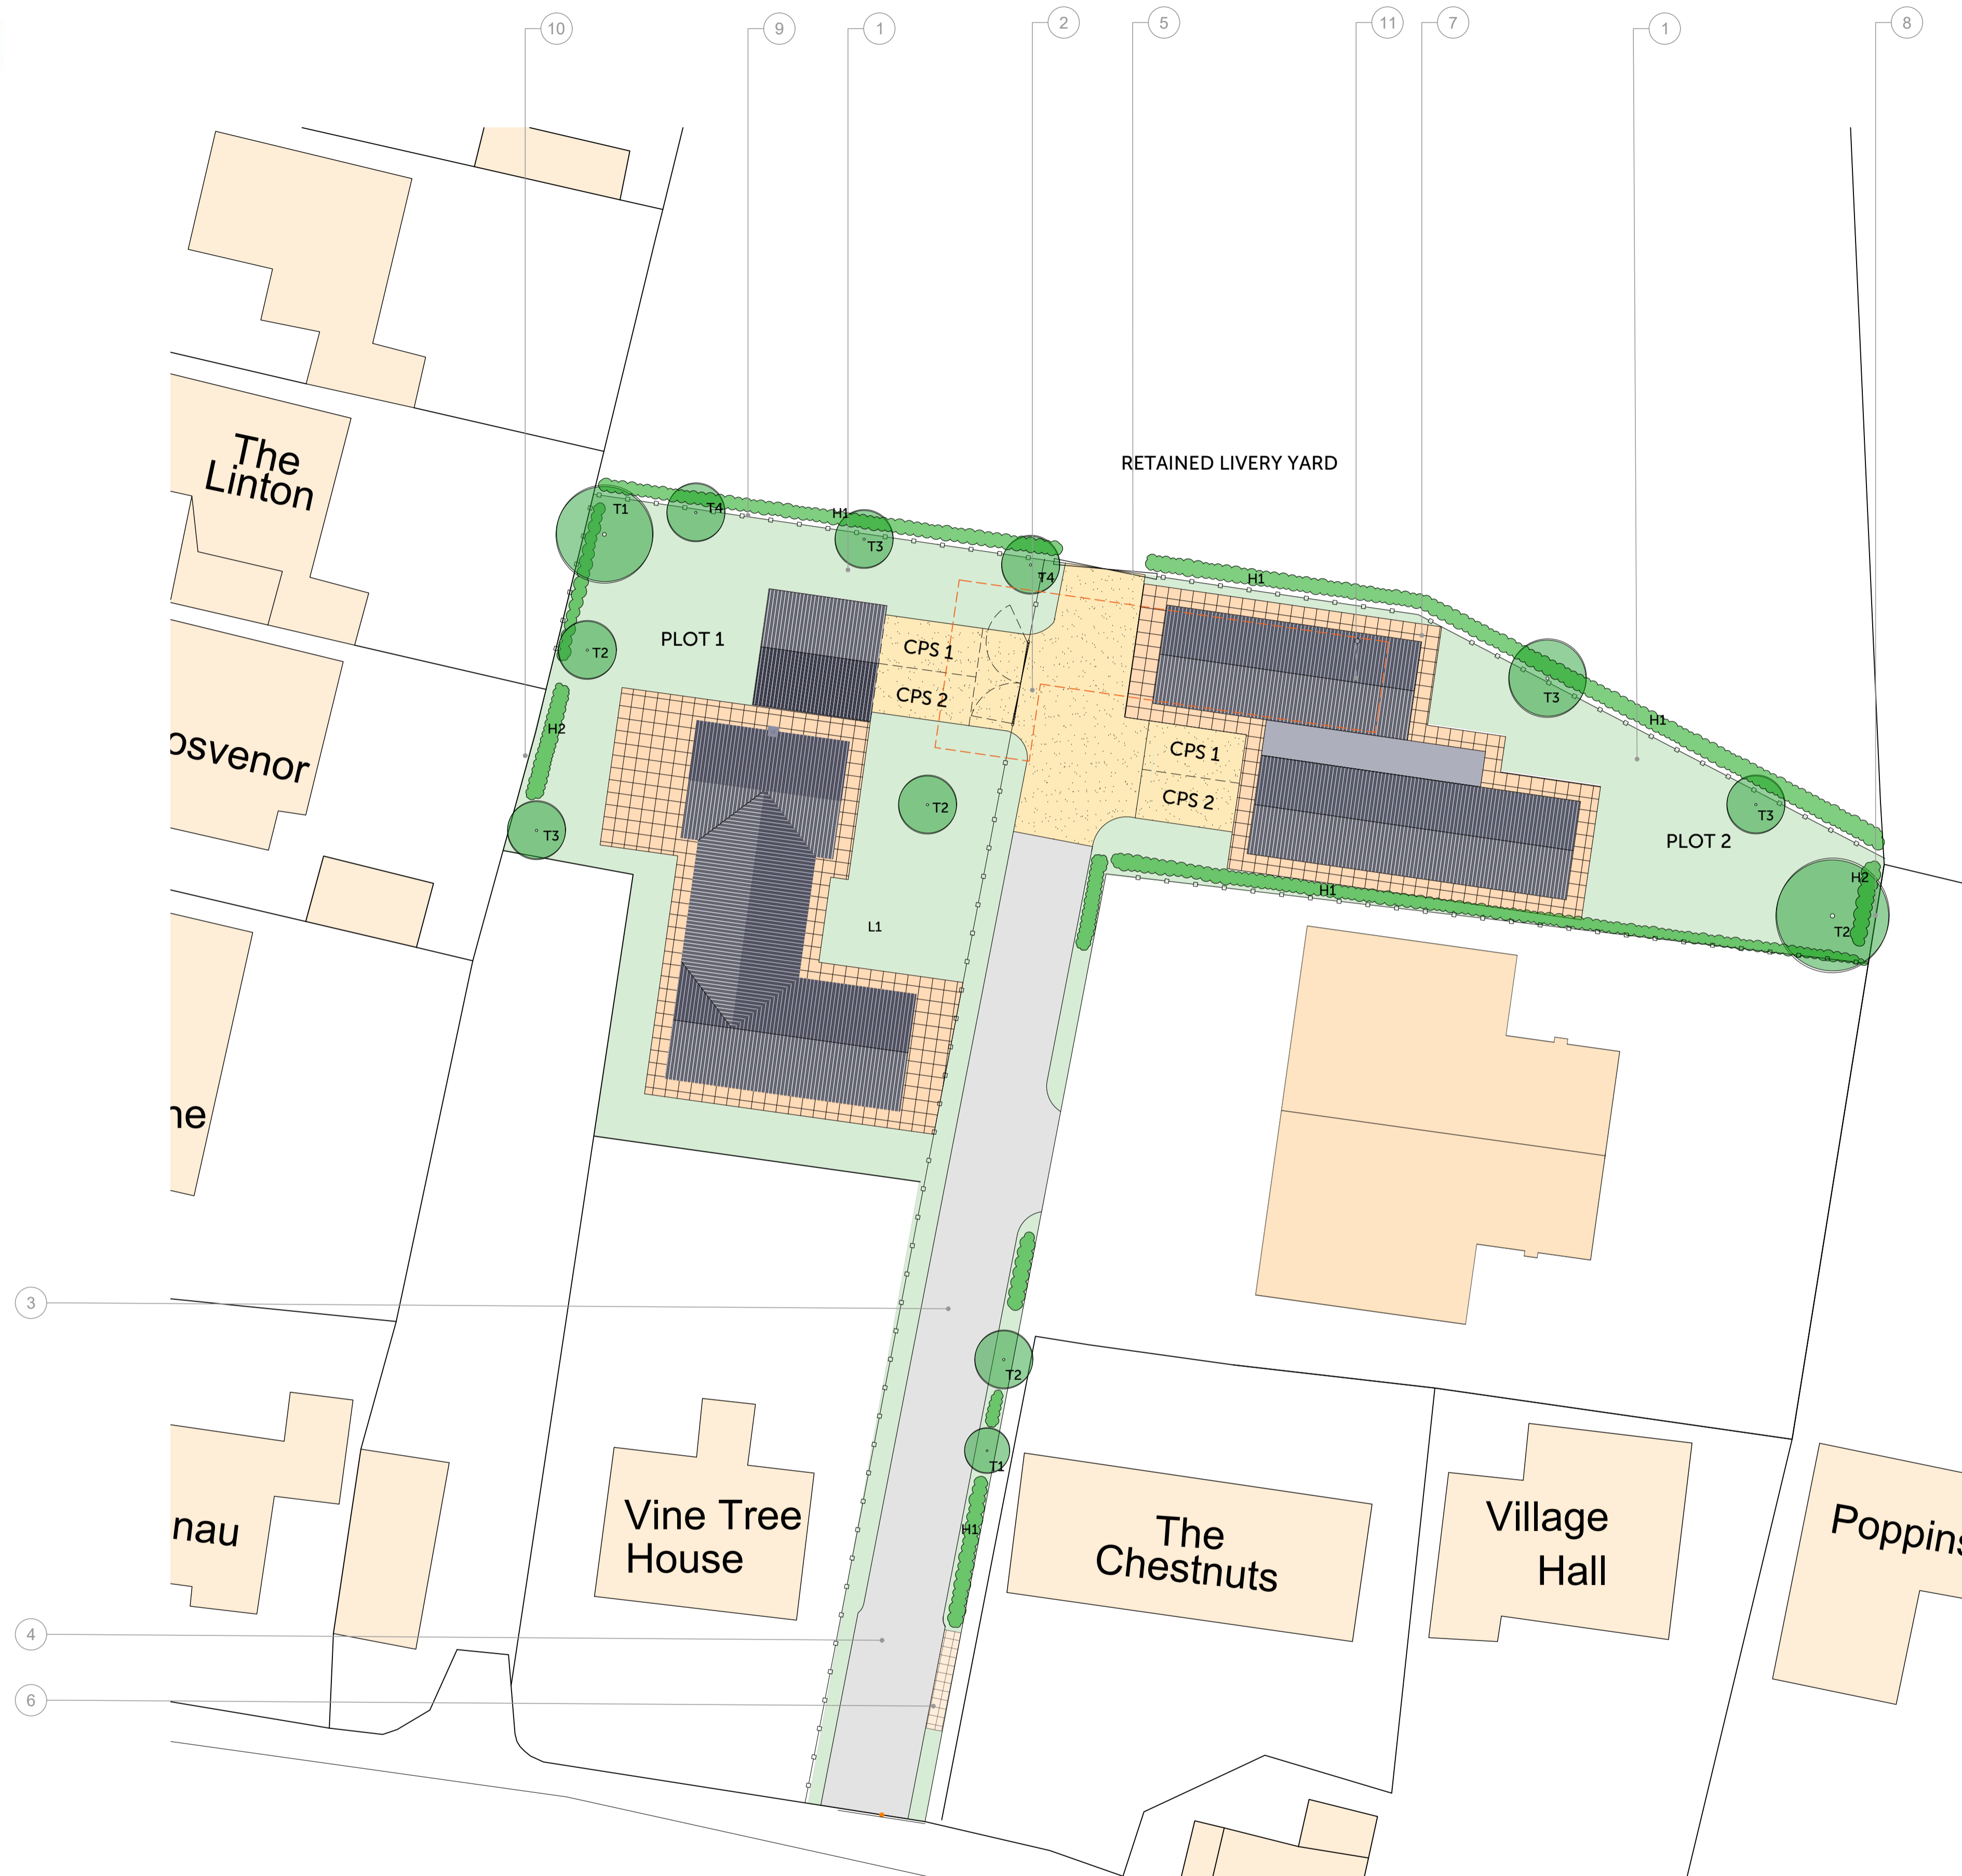 10
9
1
2
5
11
7
1
8
The
Linton
RETAINED LIVERY YARD
T1
T4
H1
T3
T4
H1
PLOT 1
CPS 1
T2
CPS 2
T3
H1
H2
osvenor
CPS 1
CPS 2
T2
T3
T3
PLOT 2
H2
H1
L1
T2
ne
3
T2
T1
Vine Tree
House
H1
The
Chestnuts
Village
Hall
Poppins
nau
4
6